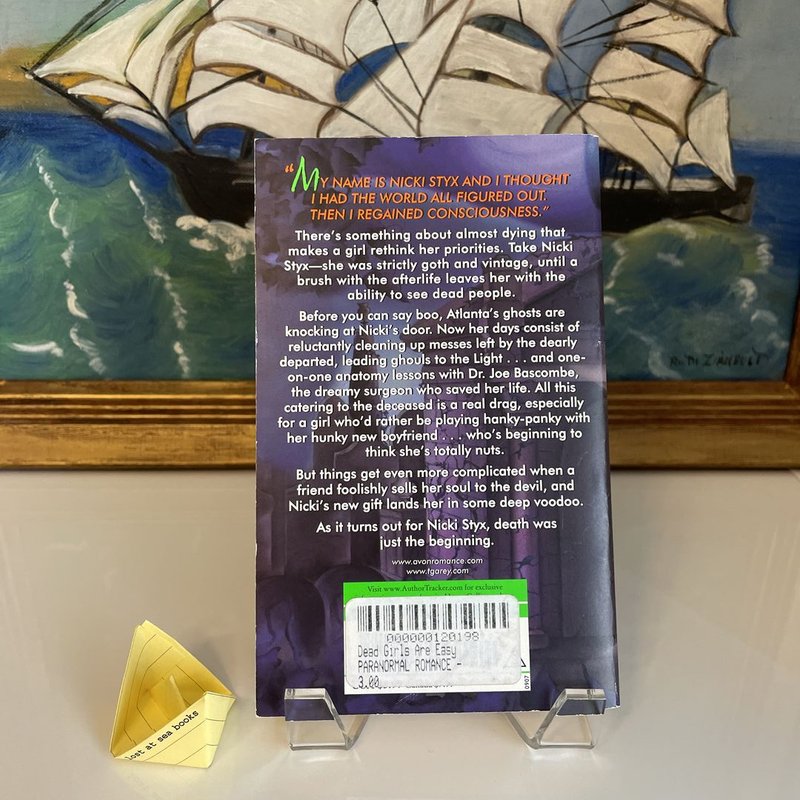 "MY NAME IS NICKI STYX AND I THOUGHT
I HAD THE WORLD ALL FIGURED OUT.
THEN I REGAINED CONSCIOUSNESS."
There's something about almost dying that
makes a girl rethink her priorities. Take Nicki
Styx—she was strictly goth and vintage, until a
brush with the afterlife leaves her with the
ability to see dead people.
Before you can say boo, Atlanta's ghosts are
knocking at Nicki's door. Now her days consist of
reluctantly cleaning up messes left by the dearly
departed, leading ghouls to the Light . . . and one-
on-one anatomy lessons with Dr. Joe Bascombe,
the dreamy surgeon who saved her life. All this
catering to the deceased is a real drag, especially
for a girl who'd rather be playing hanky-panky with
her hunky new boyfriend . . . who's beginning to
think she's totally nuts.
But things get even more complicated when a
friend foolishly sells her soul to the devil, and
Nicki's new gift lands her in some deep voodoo.
As it turns out for Nicki Styx, death was
just the beginning.
www.avonromance.com
www.tgarey.com
Visit www.AuthorTracker.com for exclusive
000000120198
Dead Girls Are Easy
PARANORMAL ROMANCE -
3.00
0907
lost at sea books